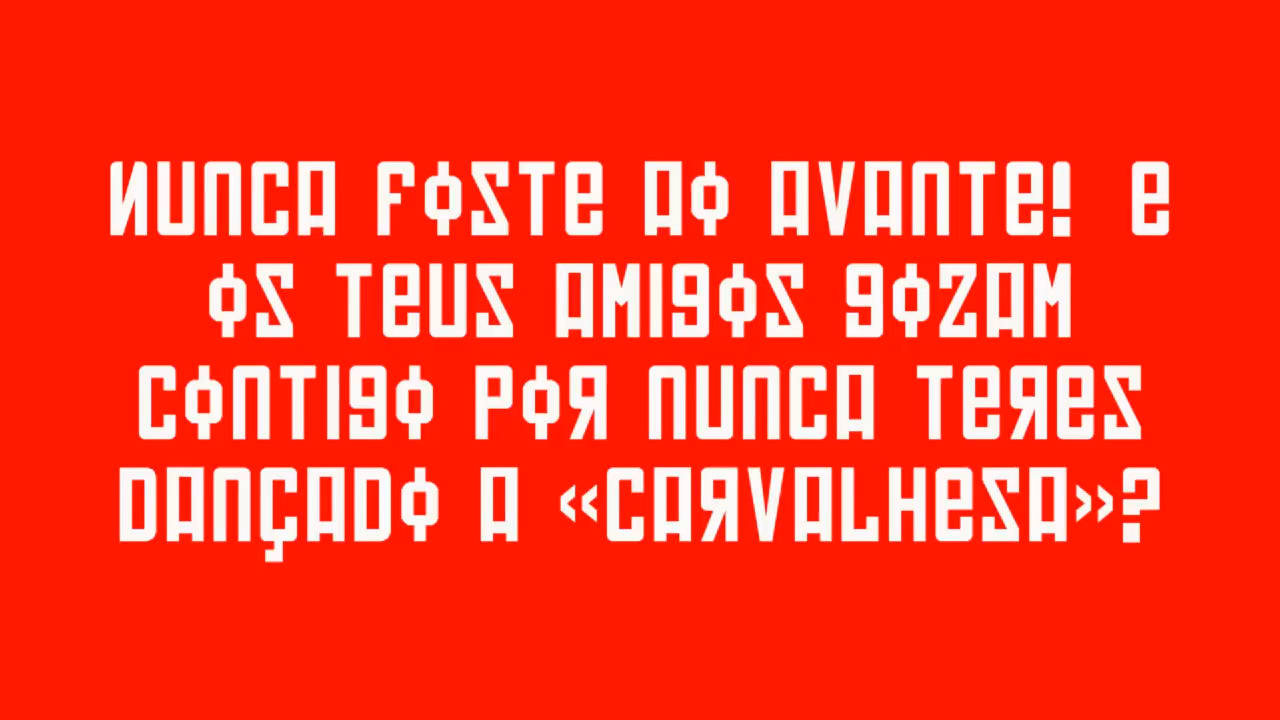 NUNCA FOSTE AO AVANTE! E
OS TEUS AMIGOS GOZAM
CONTIGO POR NUNCA TERES
DANÇADO A «CARVALHESA»?